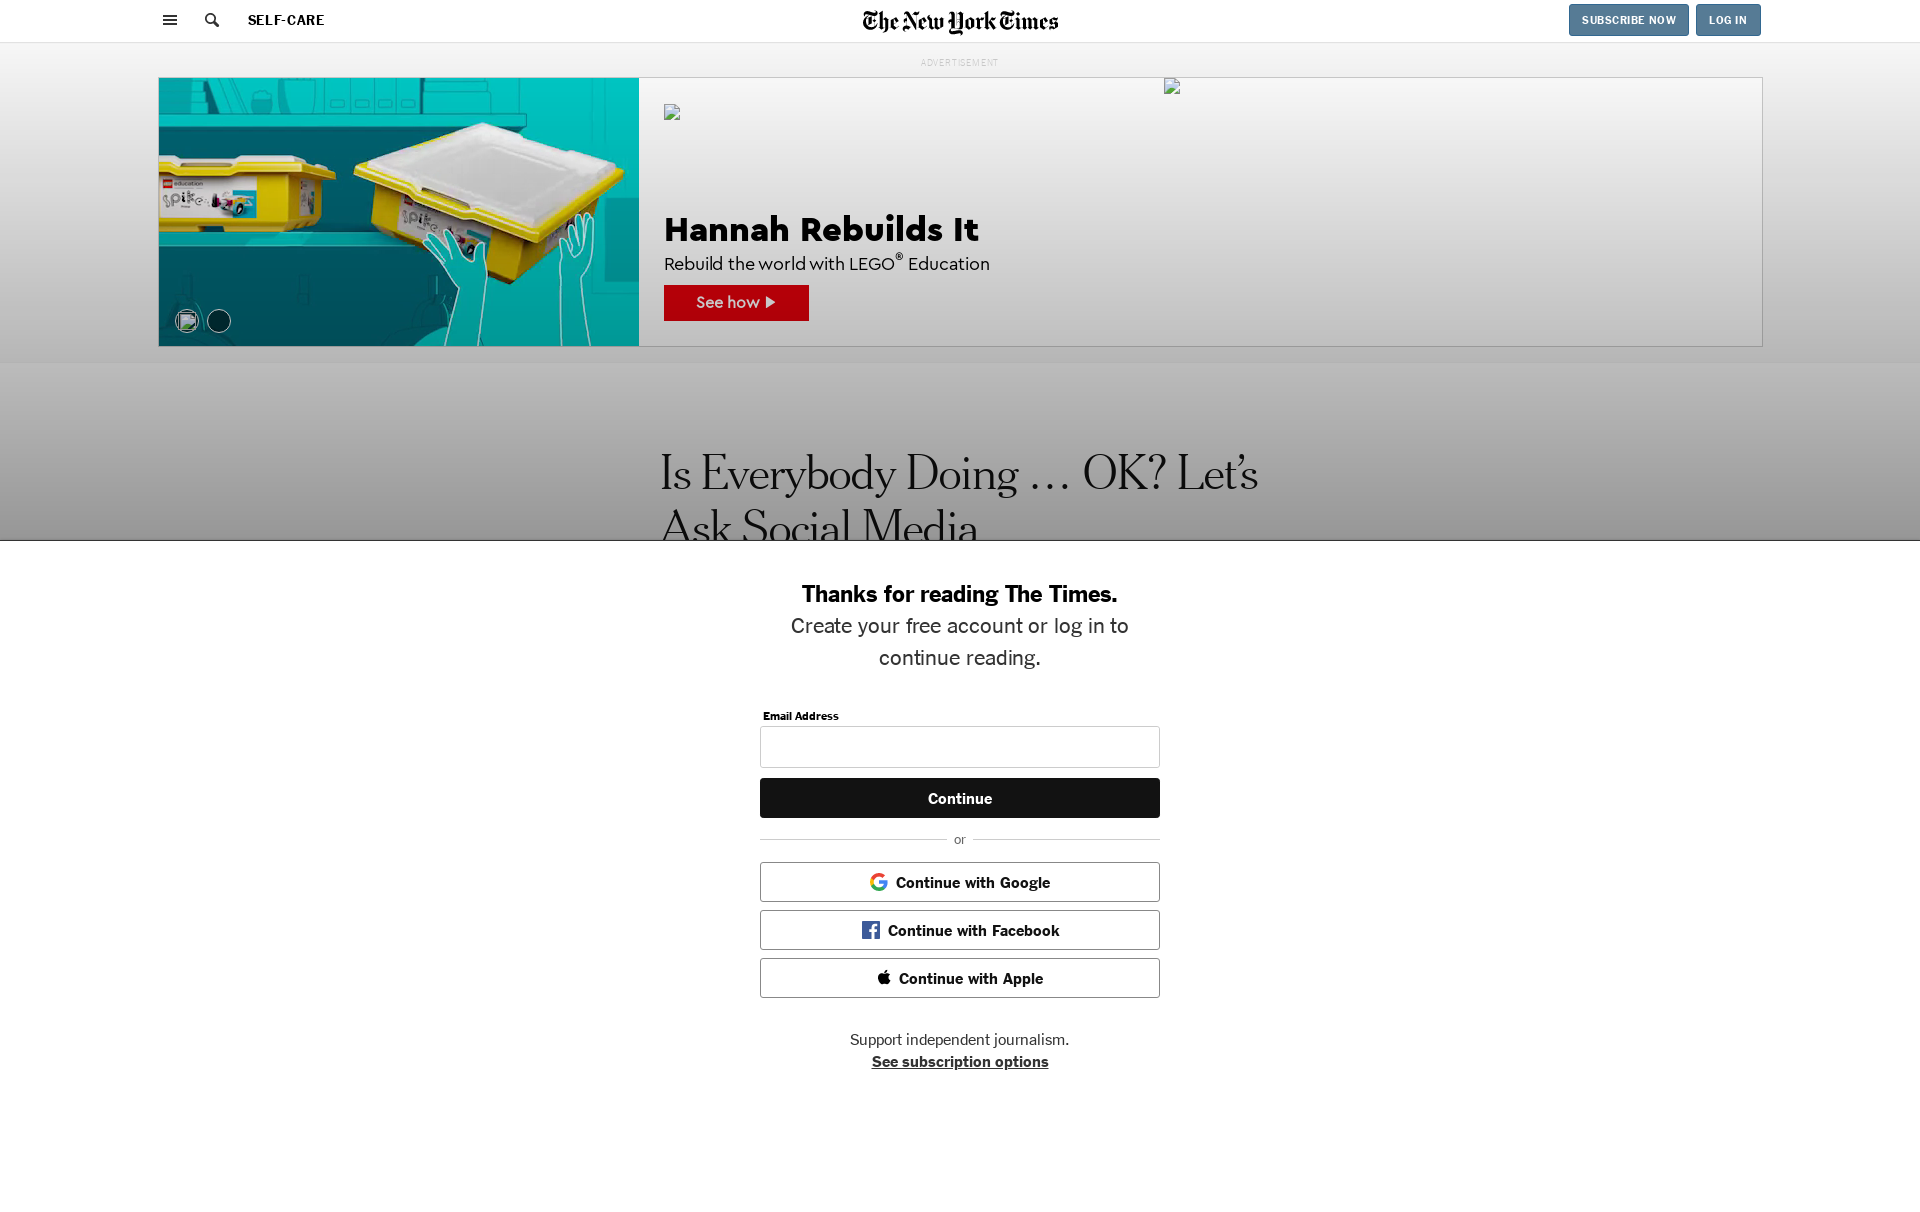 SELF-CARE
The New York Times
SUBSCRIBE NOW
LOG IN
ADVERTISEMENT
education
spike
spike
Hannah Rebuilds It
Rebuild the world with LEGO® Education
See how
Is Everybody Doing … OK? Let’s
Ask Social Media
Thanks for reading The Times.
Create your free account or log in to
continue reading.
Email Address
Continue
or
Continue with Google
Continue with Facebook
Continue with Apple
Support independent journalism.
See subscription options